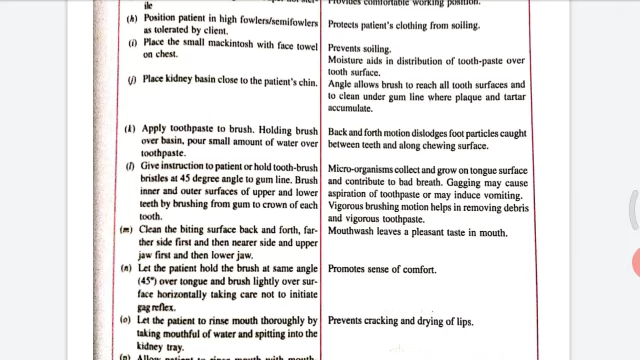 ile
(h) Position patient in high fowlers/semifowlers
as tolerated by client.
(i) Place the small mackintosh with face towel
on chest.
(j) Place kidney basin close to the patient's chin.
(k) Apply toothpaste to brush. Holding brush
over basin, pour small amount of water over
toothpaste.
(l) Give instruction to patient or hold tooth-brush
bristles at 45 degree angle to gum line. Brush
inner and outer surfaces of upper and lower
teeth by brushing from gum to crown of each
tooth.
(m) Clean the biting surface back and forth, far-
ther side first and then nearer side and upper
jaw first and then lower jaw.
(n) Let the patient hold the brush at same angle
(45°) over tongue and brush lightly over sur-
face horizontally taking care not to initiate
gag reflex.
(o) Let the patient to rinse mouth thoroughly by
taking mouthful of water and spitting into the
kidney tray.
(p) Allow patient to rinse mouth with mouth
Provides comfortable working position.
Protects patient's clothing from soiling.
Prevents soiling.
Moisture aids in distribution of tooth-paste over
tooth surface.
Angle allows brush to reach all tooth surfaces and
to clean under gum line where plaque and tartar
accumulate.
Back and forth motion dislodges foot particles caught
between teeth and along chewing surface.
Micro-organisms collect and grow on tongue surface
and contribute to bad breath. Gagging may cause
aspiration of toothpaste or may induce vomiting.
Vigorous brushing motion helps in removing debris
and vigorous toothpaste.
Mouthwash leaves a pleasant taste in mouth.
Promotes sense of comfort.
Prevents cracking and drying of lips.